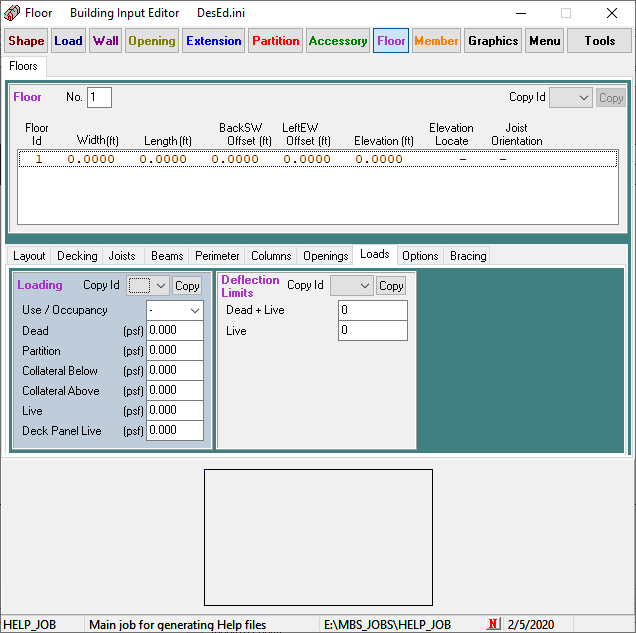 Floor Building Input Editor DesEd.ini
Shape Load Wall Opening Extension Partition Accessory Floor Member Graphics Menu Tools
Floors
Floor No. 1 Copy Id Copy
Floor BackSW LeftEW Elevation Joist
Id Width(ft) Length (ft) Offset (ft) Offset (ft) Elevation (ft) Locate Orientation
1 0.0000 0.0000 0.0000 0.0000 0.0000 – –
Layout Decking Joists Beams Perimeter Columns Openings Loads Options Bracing
Loading Copy Id Copy
Use / Occupancy -
Dead (psf) 0.000
Partition (psf) 0.000
Collateral Below (psf) 0.000
Collateral Above (psf) 0.000
Live (psf) 0.000
Deck Panel Live (psf) 0.000
Deflection
Limits Copy Id Copy
Dead + Live 0
Live 0
HELP_JOB Main job for generating Help files E:\MBS_JOBS\HELP_JOB N 2/5/2020